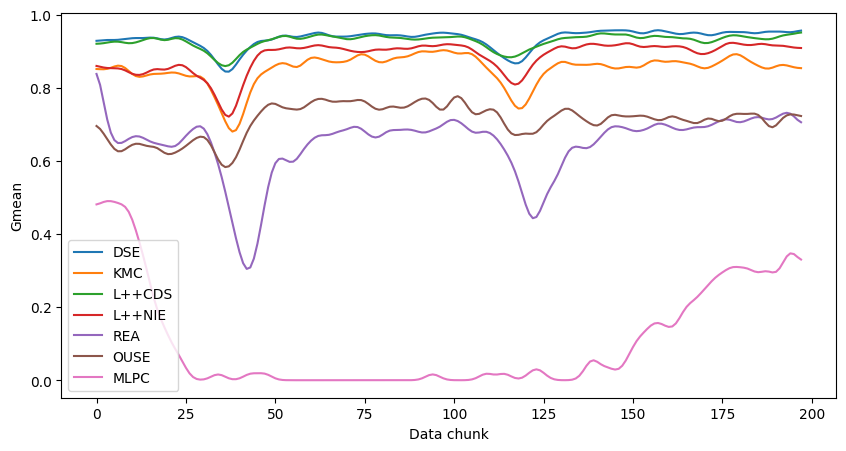 1.0
0.8
0.6
0.4
0.2
0.0
Gmean
DSE
KMC
L++CDS
L++NIE
REA
OUSE
MLPC
0 25 50 75 100 125 150 175 200
Data chunk